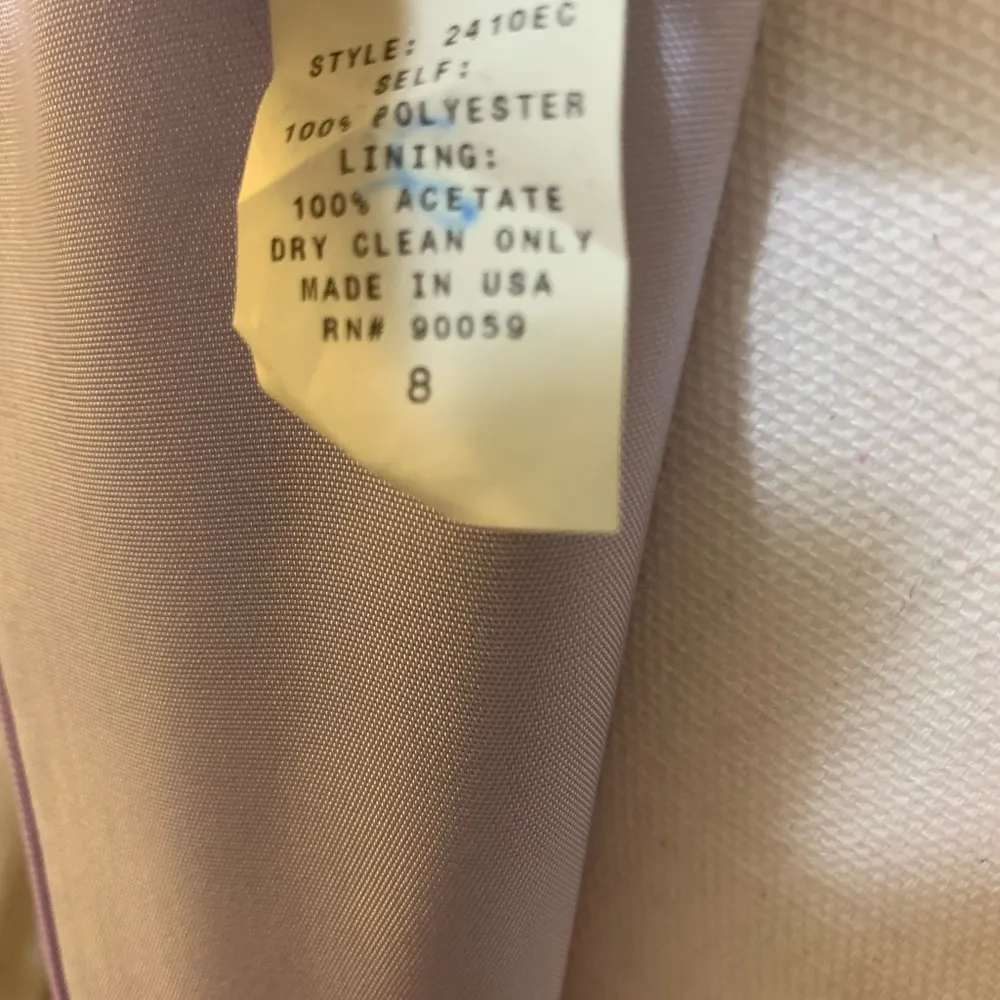 STYLE: 2410EC
SELF:
100% POLYESTER
LINING:
100% ACETATE
DRY CLEAN ONLY
MADE IN USA
RN# 90059
8